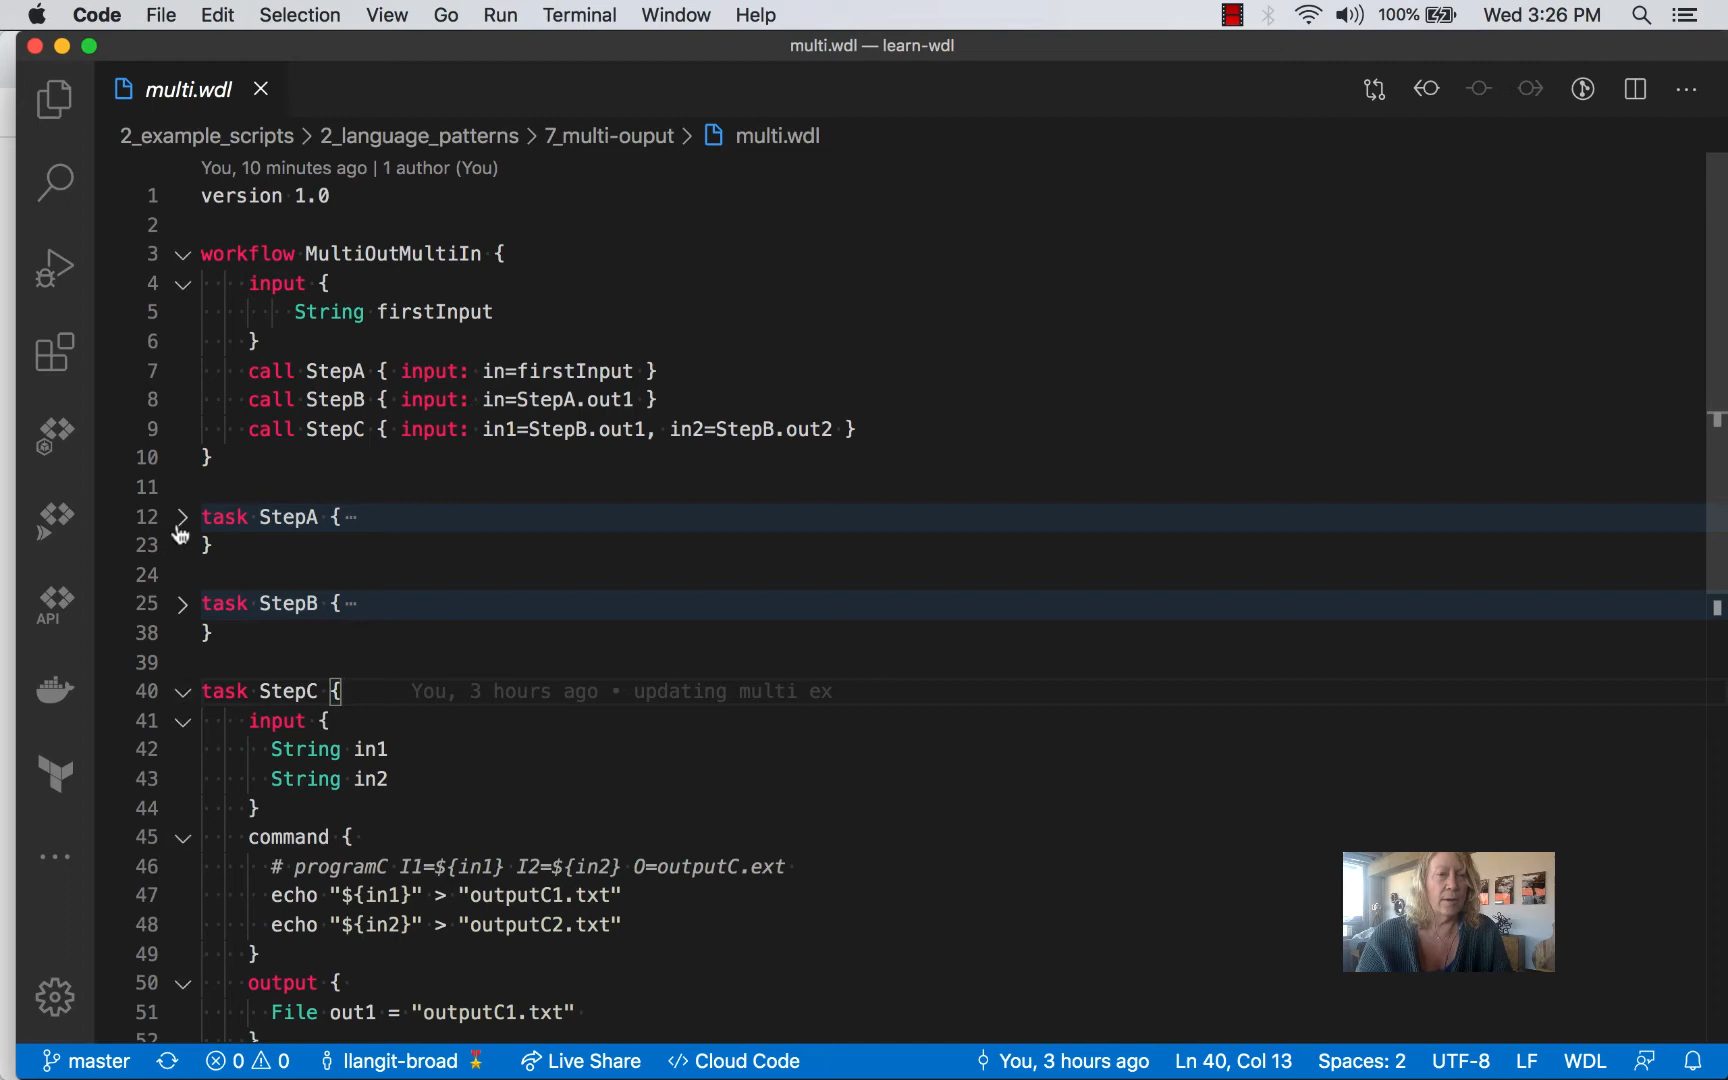 Code File Edit Selection View Go Run Terminal Window Help 100% Wed 3:26 PM
multi.wdl — learn-wdl
multi.wdl
2_example_scripts > 2_language_patterns > 7_multi-ouput > multi.wdl
You, 10 minutes ago | 1 author (You)
1 version 1.0
2
3 workflow MultiOutMultiIn {
4 input {
5 String firstInput
6 }
7 call StepA { input: in=firstInput }
8 call StepB { input: in=StepA.out1 }
9 call StepC { input: in1=StepB.out1, in2=StepB.out2 }
10 }
11
12 task StepA {
23 }
24
25 task StepB {
38 }
39
40 task StepC { You, 3 hours ago • updating multi ex
41 input {
42 String in1
43 String in2
44 }
45 command {
46 # programC I1=${in1} I2=${in2} O=outputC.ext
47 echo "${in1}" > "outputC1.txt"
48 echo "${in2}" > "outputC2.txt"
49 }
50 output {
51 File out1 = "outputC1.txt"
52 }
API
master 0 0 llangit-broad Live Share Cloud Code You, 3 hours ago Ln 40, Col 13 Spaces: 2 UTF-8 LF WDL